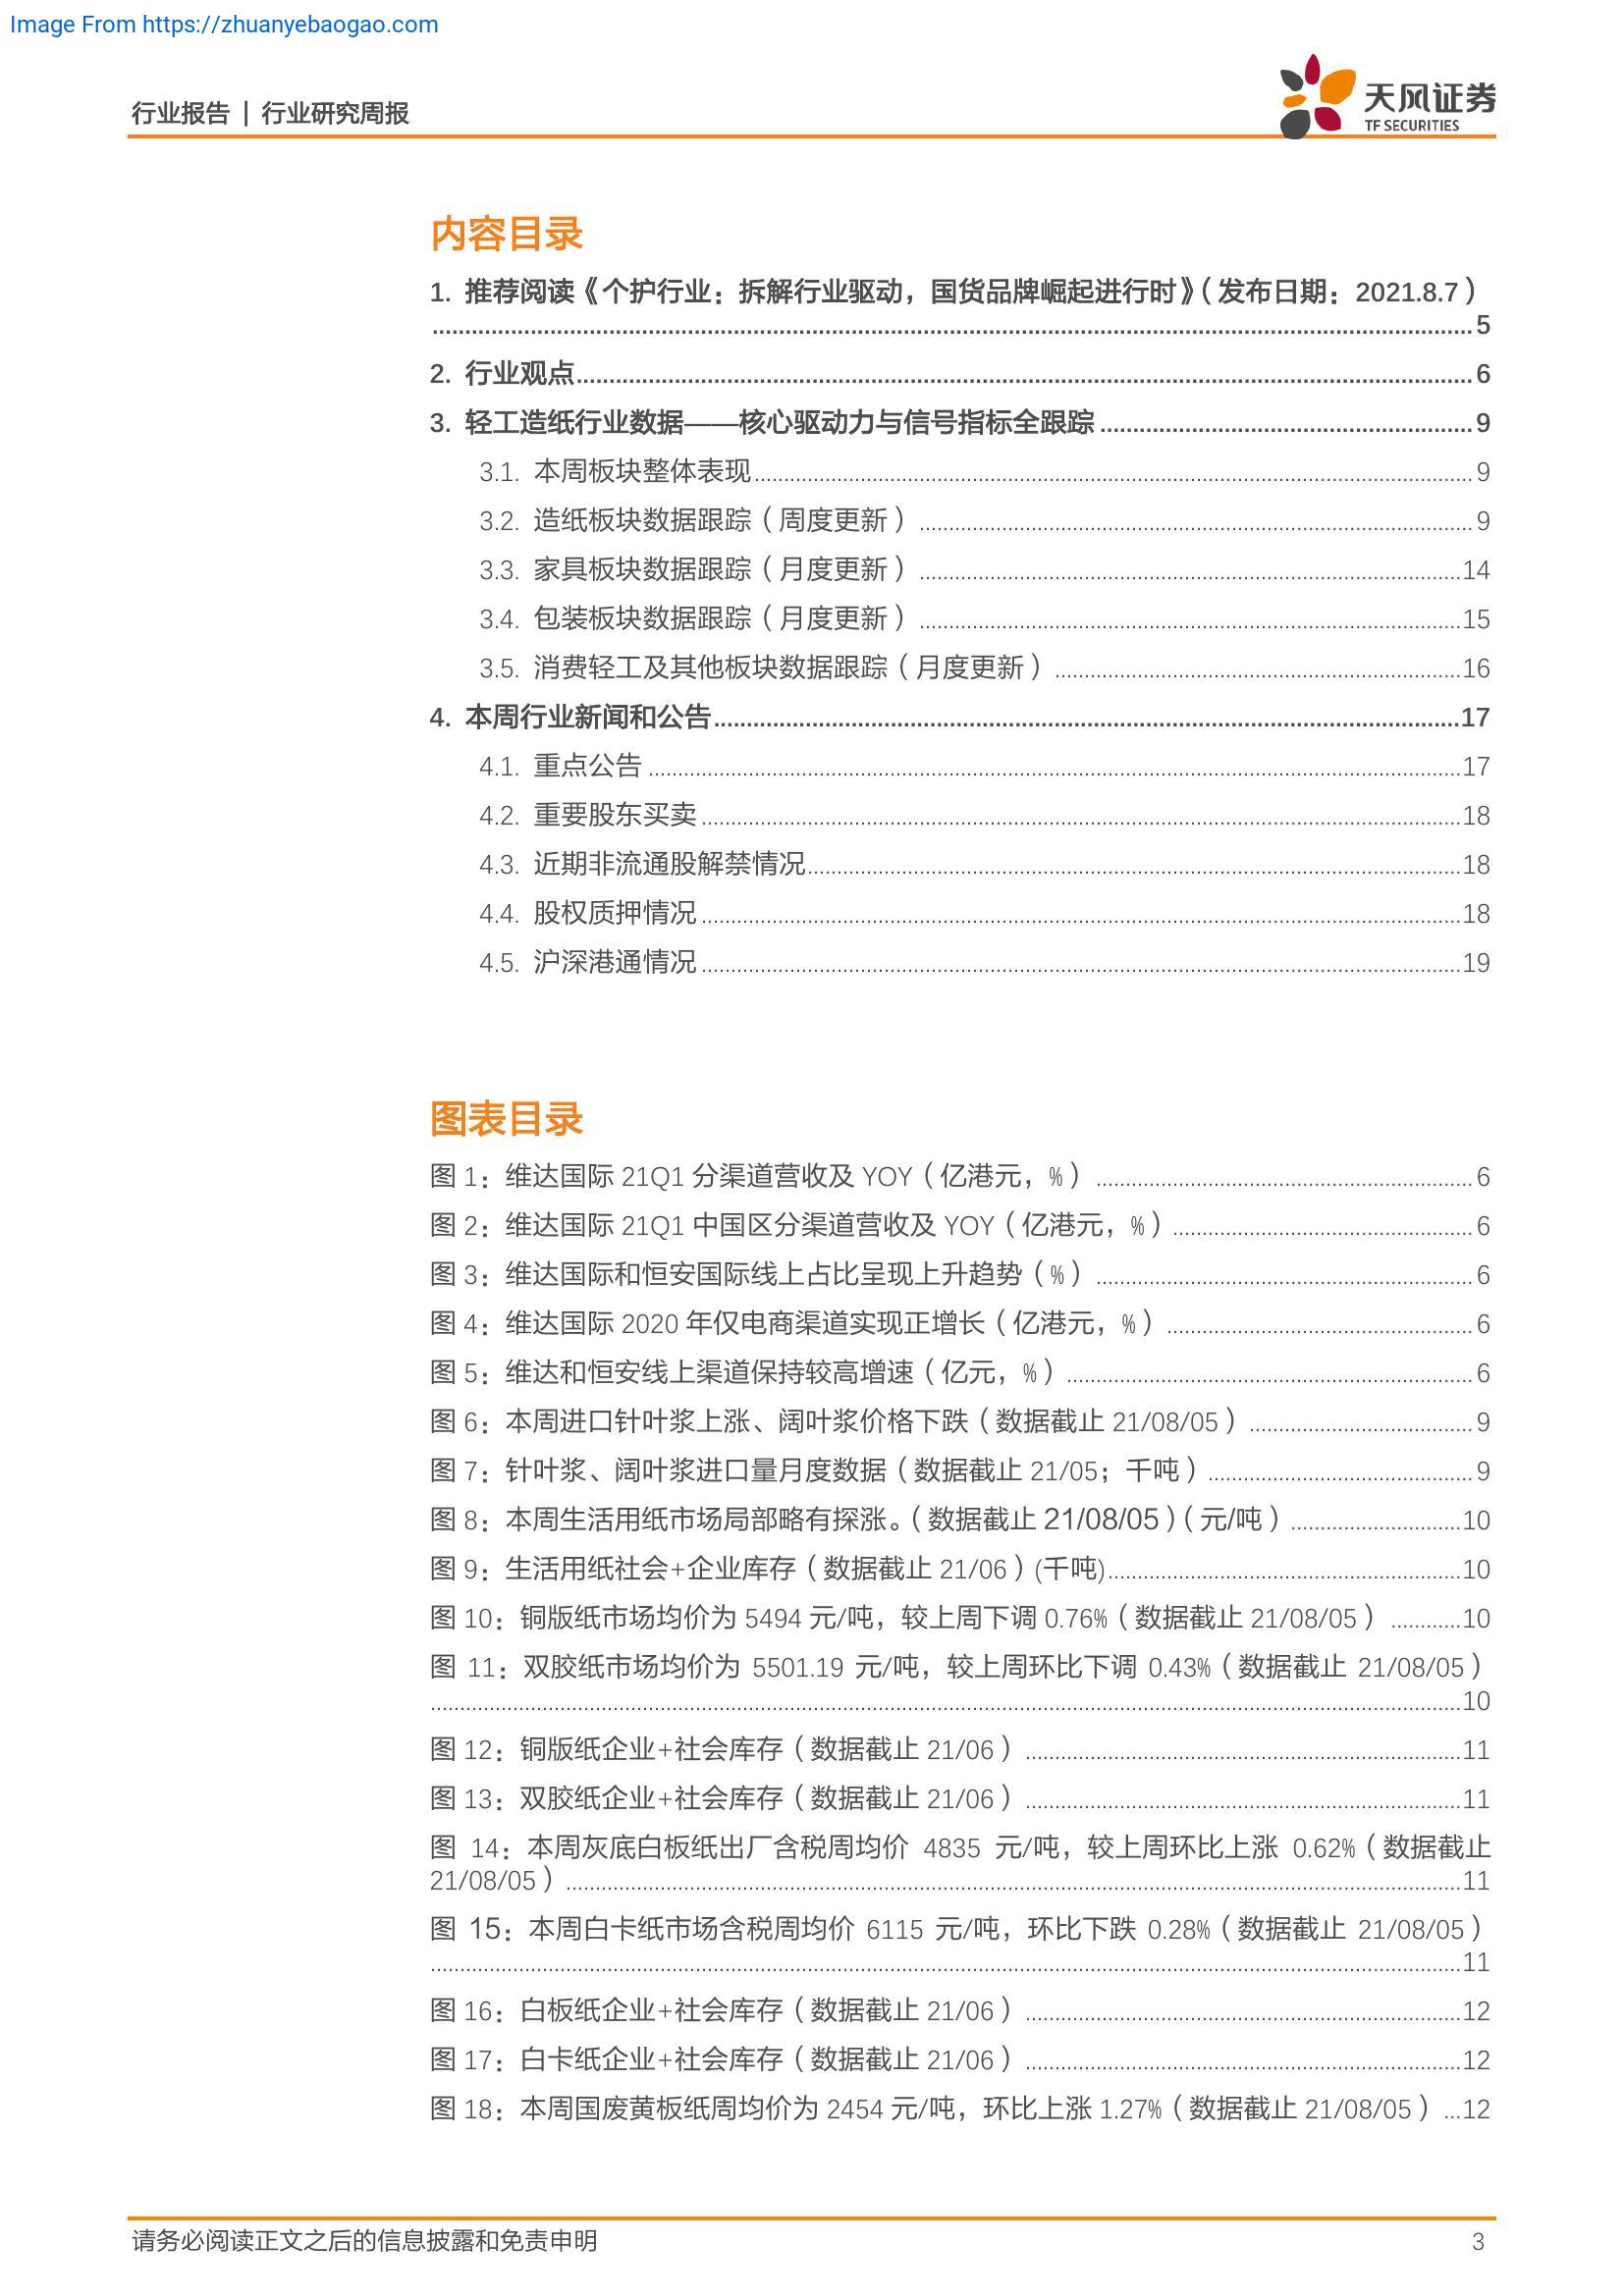 Image From https://zhuanyebaogao.com
行业报告 | 行业研究周报
天风证券
TF SECURITIES
内容目录
1. 推荐阅读《个护行业：拆解行业驱动，国货品牌崛起进行时》（发布日期：2021.8.7）
5
2. 行业观点 6
3. 轻工造纸行业数据——核心驱动力与信号指标全跟踪 9
3.1. 本周板块整体表现 9
3.2. 造纸板块数据跟踪（周度更新） 9
3.3. 家具板块数据跟踪（月度更新） 14
3.4. 包装板块数据跟踪（月度更新） 15
3.5. 消费轻工及其他板块数据跟踪（月度更新） 16
4. 本周行业新闻和公告 17
4.1. 重点公告 17
4.2. 重要股东买卖 18
4.3. 近期非流通股解禁情况 18
4.4. 股权质押情况 18
4.5. 沪深港通情况 19
图表目录
图 1：维达国际 21Q1 分渠道营收及 YOY（亿港元，%） 6
图 2：维达国际 21Q1 中国区分渠道营收及 YOY（亿港元，%） 6
图 3：维达国际和恒安国际线上占比呈现上升趋势（%） 6
图 4：维达国际 2020 年仅电商渠道实现正增长（亿港元，%） 6
图 5：维达和恒安线上渠道保持较高增速（亿元，%） 6
图 6：本周进口针叶浆上涨、阔叶浆价格下跌（数据截止 21/08/05） 9
图 7：针叶浆、阔叶浆进口量月度数据（数据截止 21/05；千吨） 9
图 8：本周生活用纸市场局部略有探涨。（数据截止 21/08/05）（元/吨） 10
图 9：生活用纸社会+企业库存（数据截止 21/06）(千吨) 10
图 10：铜版纸市场均价为 5494 元/吨，较上周下调 0.76%（数据截止 21/08/05） 10
图 11：双胶纸市场均价为 5501.19 元/吨，较上周环比下调 0.43%（数据截止 21/08/05）
10
图 12：铜版纸企业+社会库存（数据截止 21/06） 11
图 13：双胶纸企业+社会库存（数据截止 21/06） 11
图 14：本周灰底白板纸出厂含税周均价 4835 元/吨，较上周环比上涨 0.62%（数据截止
21/08/05） 11
图 15：本周白卡纸市场含税周均价 6115 元/吨，环比下跌 0.28%（数据截止 21/08/05）
11
图 16：白板纸企业+社会库存（数据截止 21/06） 12
图 17：白卡纸企业+社会库存（数据截止 21/06） 12
图 18：本周国废黄板纸周均价为 2454 元/吨，环比上涨 1.27%（数据截止 21/08/05） 12
请务必阅读正文之后的信息披露和免责申明 3